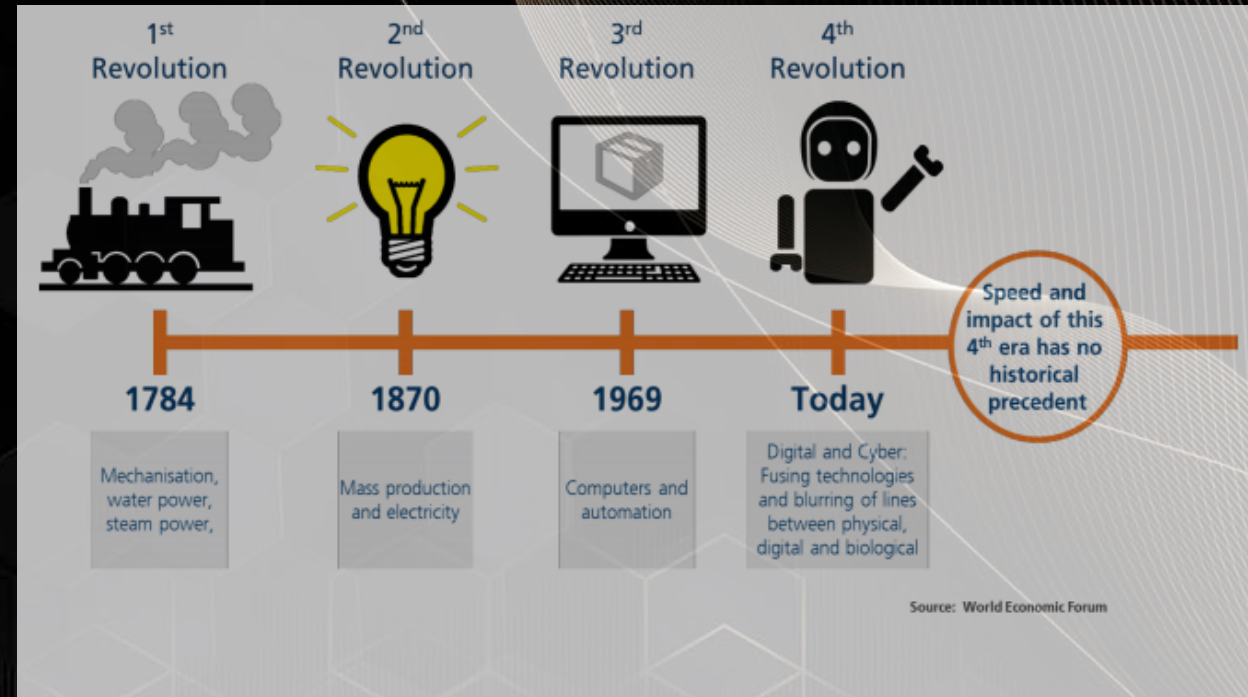 1st
Revolution
2nd
Revolution
3rd
Revolution
4th
Revolution
Speed and
impact of this
4th era has no
historical
precedent
1784
1870
1969
Today
Mechanisation,
water power,
steam power,
Mass production
and electricity
Computers and
automation
Digital and Cyber:
Fusing technologies
and blurring of lines
between physical,
digital and biological
Source: World Economic Forum